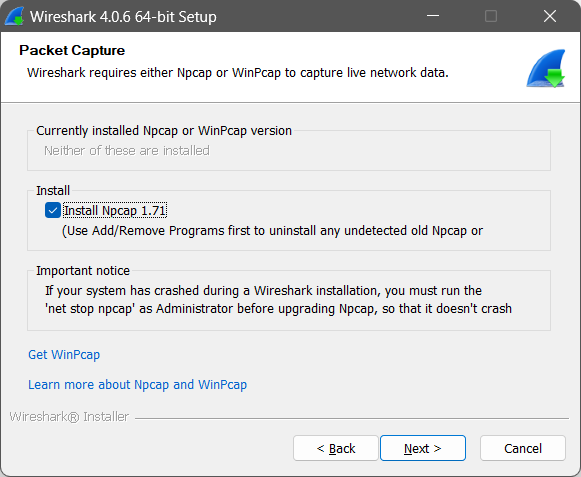 Wireshark 4.0.6 64-bit Setup
Packet Capture
Wireshark requires either Npcap or WinPcap to capture live network data.
Currently installed Npcap or WinPcap version
Neither of these are installed
Install
Install Npcap 1.71
(Use Add/Remove Programs first to uninstall any undetected old Npcap or
Important notice
If your system has crashed during a Wireshark installation, you must run the
'net stop npcap' as Administrator before upgrading Npcap, so that it doesn't crash
Get WinPcap
Learn more about Npcap and WinPcap
Wireshark® Installer
< Back
Next >
Cancel